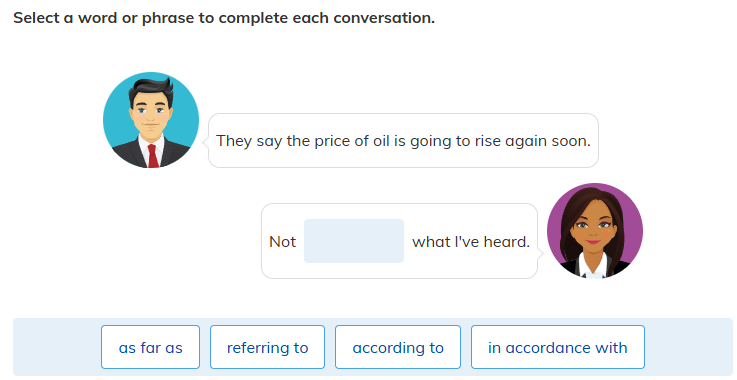 Select a word or phrase to complete each conversation.
They say the price of oil is going to rise again soon.
Not what I've heard.
as far as
referring to
according to
in accordance with